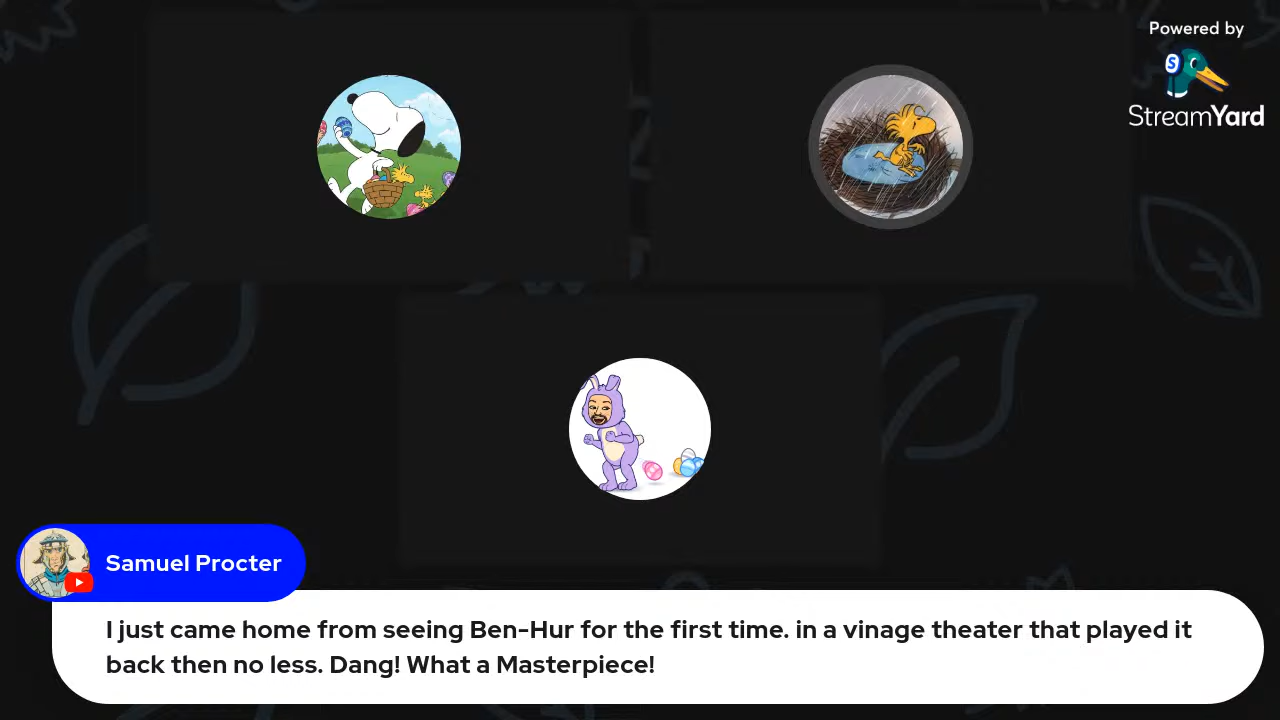 Powered by
StreamYard
Samuel Procter
I just came home from seeing Ben-Hur for the first time. in a vinage theater that played it
back then no less. Dang! What a Masterpiece!